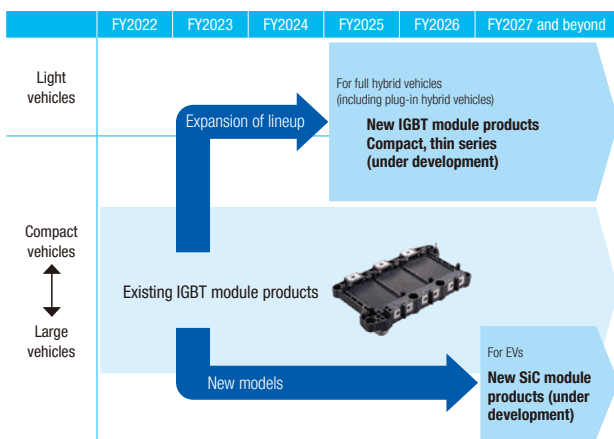 FY2022 FY2023 FY2024 FY2025 FY2026 FY2027 and beyond
Light
vehicles
For full hybrid vehicles
(including plug-in hybrid vehicles)
New IGBT module products
Compact, thin series
(under development)
Expansion of lineup
Compact
vehicles
Large
vehicles
Existing IGBT module products
New models
For EVs
New SiC module
products (under
development)